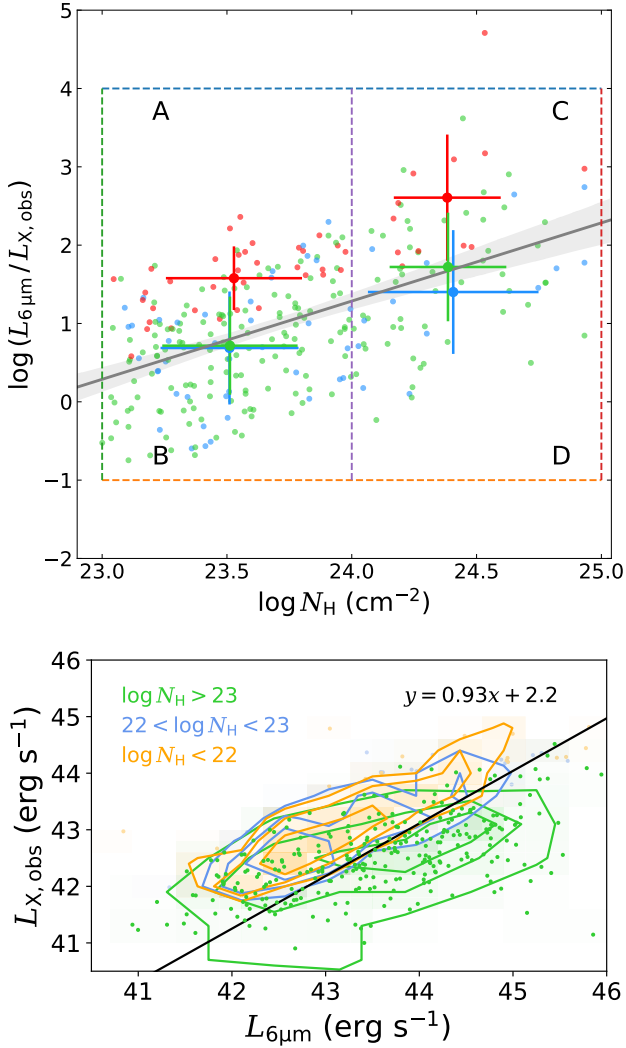 5
4
3
2
1
0
−1
−2
A
C
B
D
log (L6 μm / LX, obs)
23.0 23.5 24.0 24.5 25.0
log NH (cm−2)
46
45
44
43
42
41
log NH > 23
22 < log NH < 23
log NH < 22
y = 0.93x + 2.2
LX, obs (erg s−1)
41 42 43 44 45 46
L6μm (erg s−1)